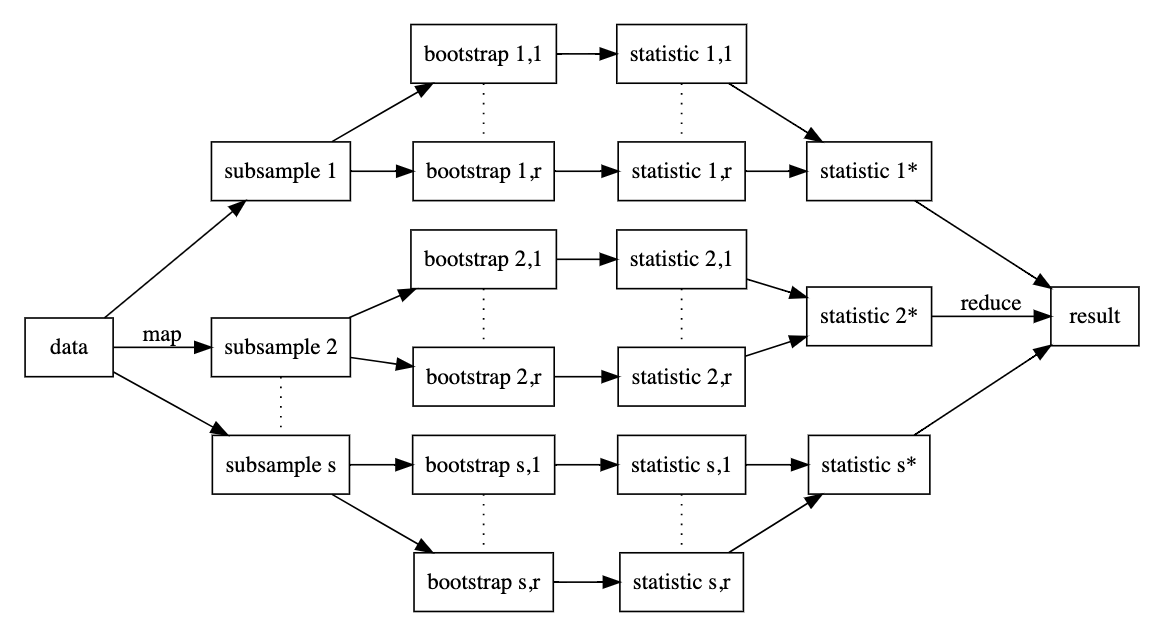 bootstrap 1,1
statistic 1,1
subsample 1
bootstrap 1,r
statistic 1,r
statistic 1*
bootstrap 2,1
statistic 2,1
data
map
subsample 2
statistic 2*
reduce
result
bootstrap 2,r
statistic 2,r
subsample s
bootstrap s,1
statistic s,1
statistic s*
bootstrap s,r
statistic s,r